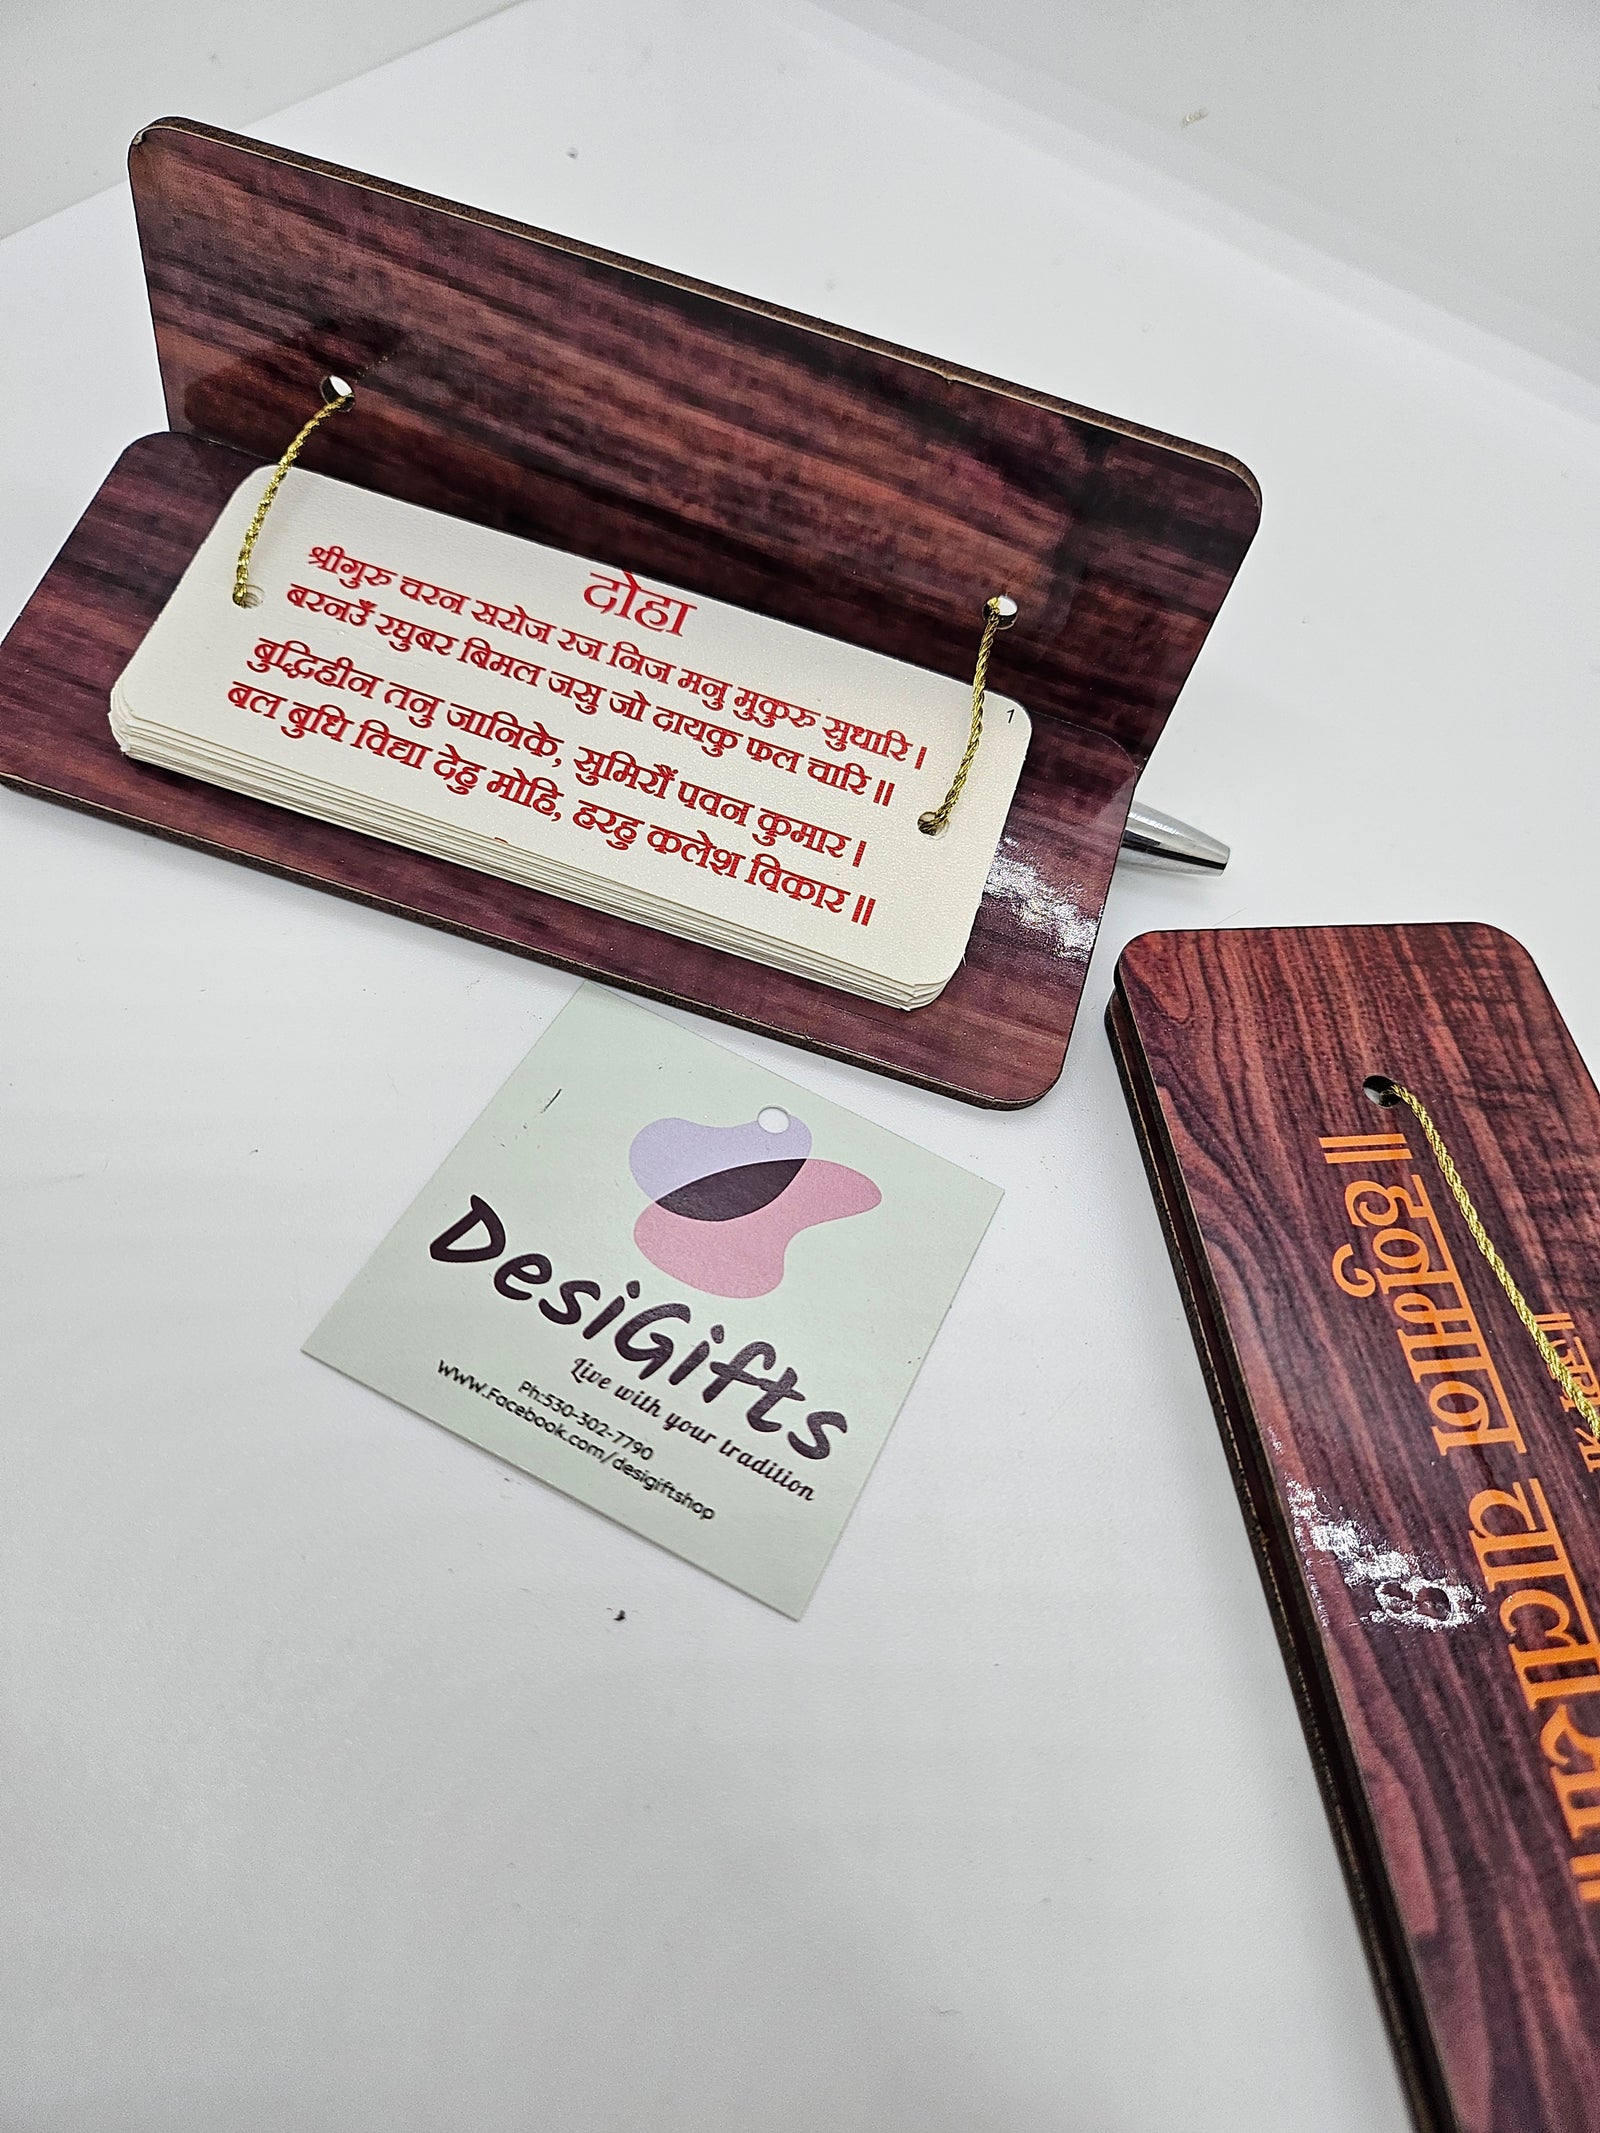 दोहा
1
श्रीगुरु चरन सरोज रज निज मनु मुकुरु सुधारि ।
बरनउँ रघुबर बिमल जसु जो दायकु फल चारि ॥
बुद्धिहीन तनु जानिके, सुमिरौं पवन कुमार ।
बल बुधि विद्या देहु मोहि, हरहु कलेश विकार ॥
DesiGifts
Live with your tradition
Ph:530-302-7790
www.Facebook.com/desigiftshop
चालीसा ॥